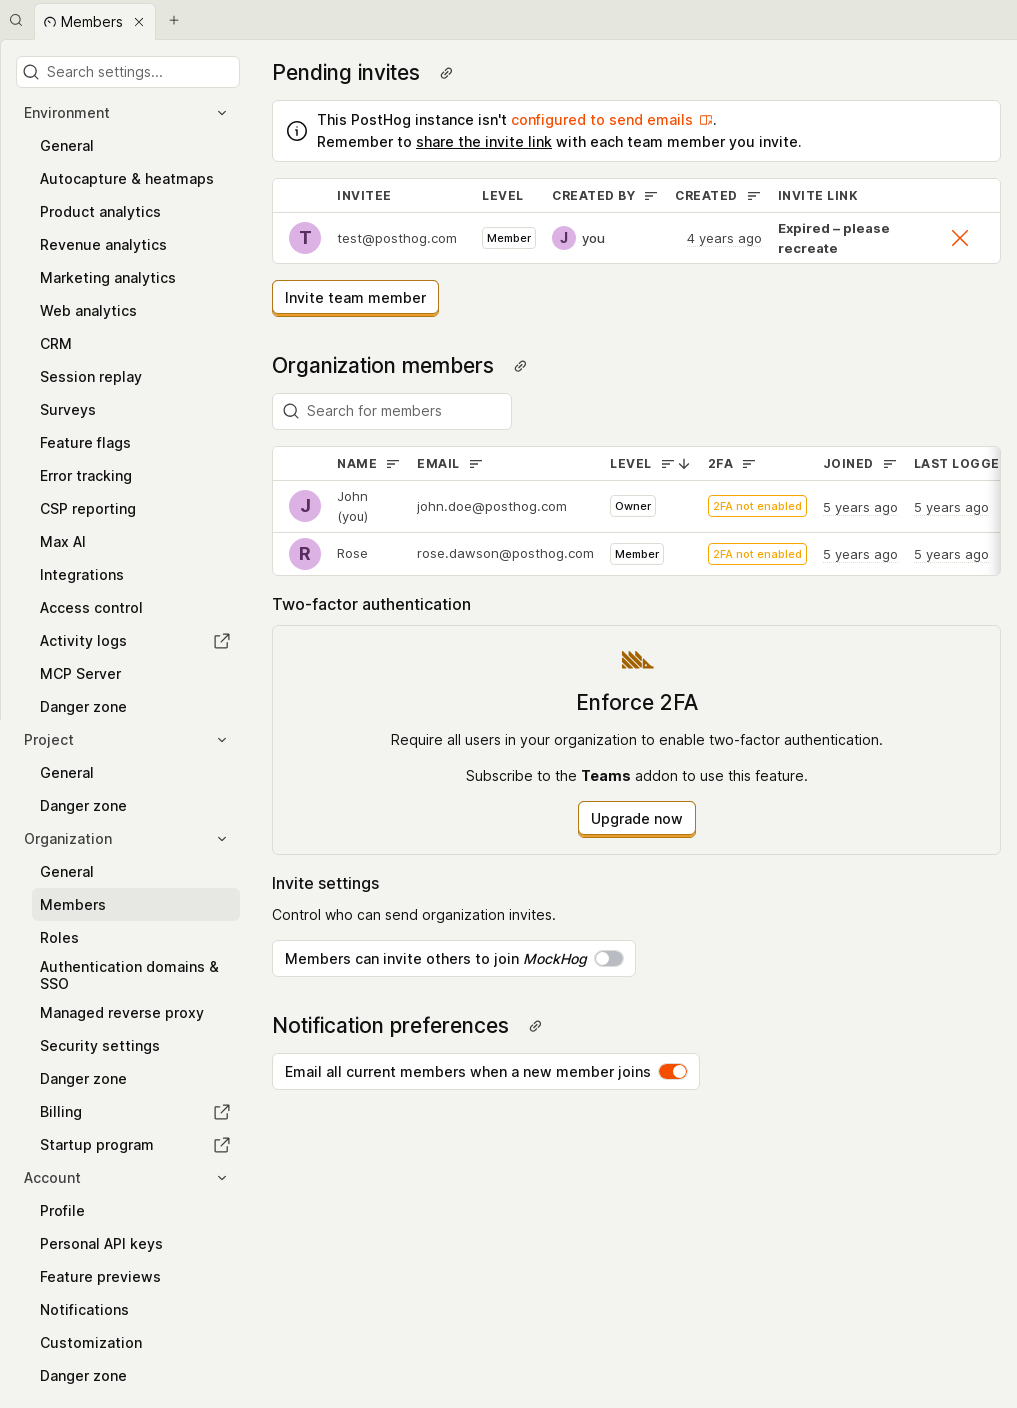 Members
Search settings...
Environment
General
Autocapture & heatmaps
Product analytics
Revenue analytics
Marketing analytics
Web analytics
CRM
Session replay
Surveys
Feature flags
Error tracking
CSP reporting
Max AI
Integrations
Access control
Activity logs
MCP Server
Danger zone
Project
General
Danger zone
Organization
General
Members
Roles
Authentication domains &
SSO
Managed reverse proxy
Security settings
Danger zone
Billing
Startup program
Account
Profile
Personal API keys
Feature previews
Notifications
Customization
Danger zone
Pending invites
This PostHog instance isn't configured to send emails.
Remember to share the invite link with each team member you invite.
INVITEE LEVEL CREATED BY CREATED INVITE LINK
T test@posthog.com Member J you 4 years ago Expired – please
recreate
Invite team member
Organization members
Search for members
NAME EMAIL LEVEL 2FA JOINED LAST LOGGE
J John john.doe@posthog.com Owner 2FA not enabled 5 years ago 5 years ago
(you)
R Rose rose.dawson@posthog.com Member 2FA not enabled 5 years ago 5 years ago
Two-factor authentication
Enforce 2FA
Require all users in your organization to enable two-factor authentication.
Subscribe to the Teams addon to use this feature.
Upgrade now
Invite settings
Control who can send organization invites.
Members can invite others to join MockHog
Notification preferences
Email all current members when a new member joins